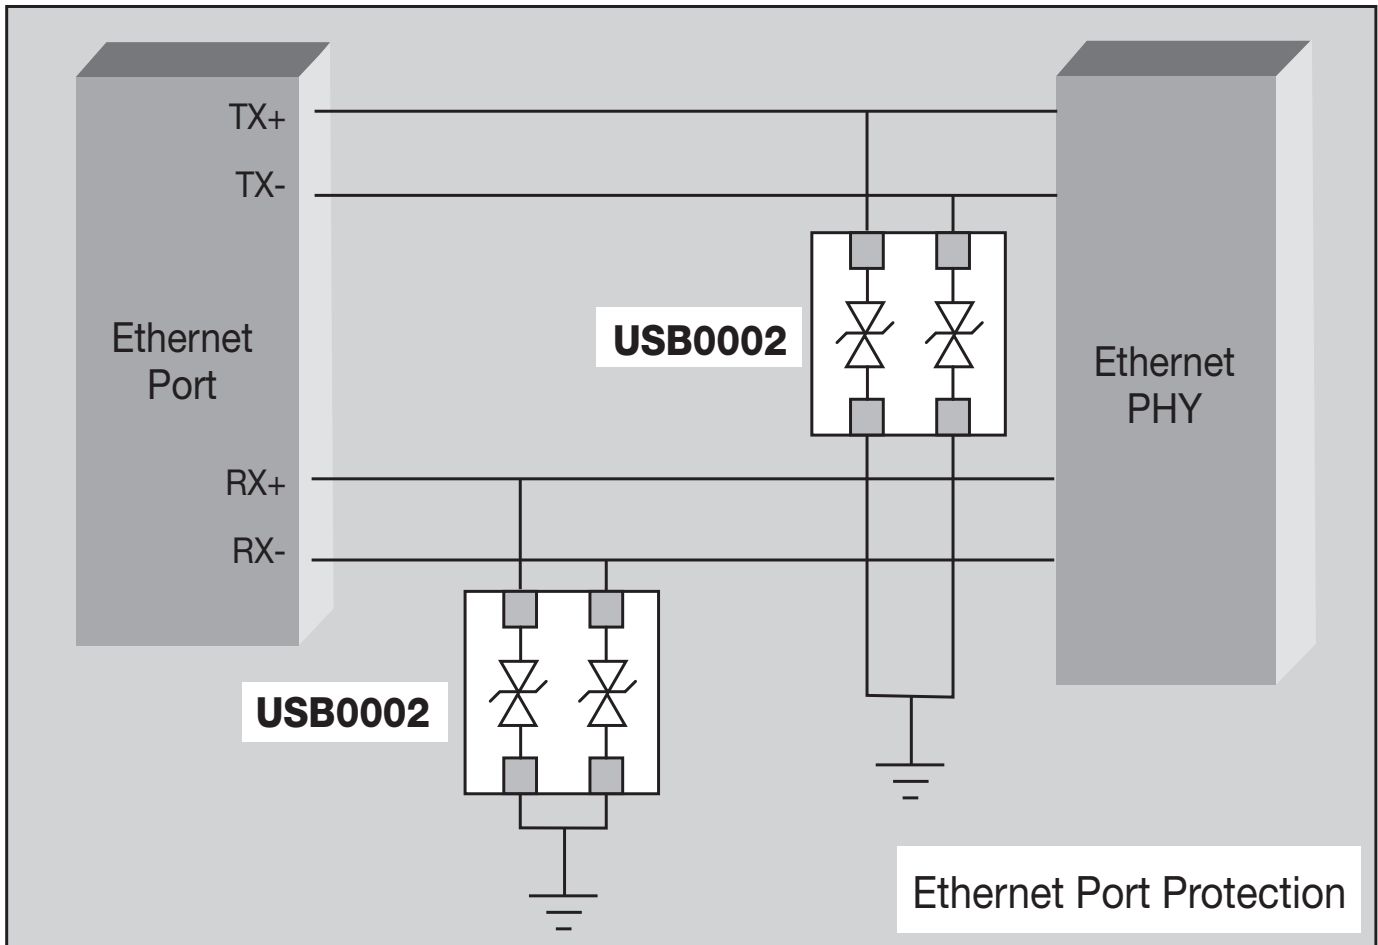 TX+
TX-
Ethernet
Port
USB0002
Ethernet
PHY
RX+
RX-
USB0002
Ethernet Port Protection